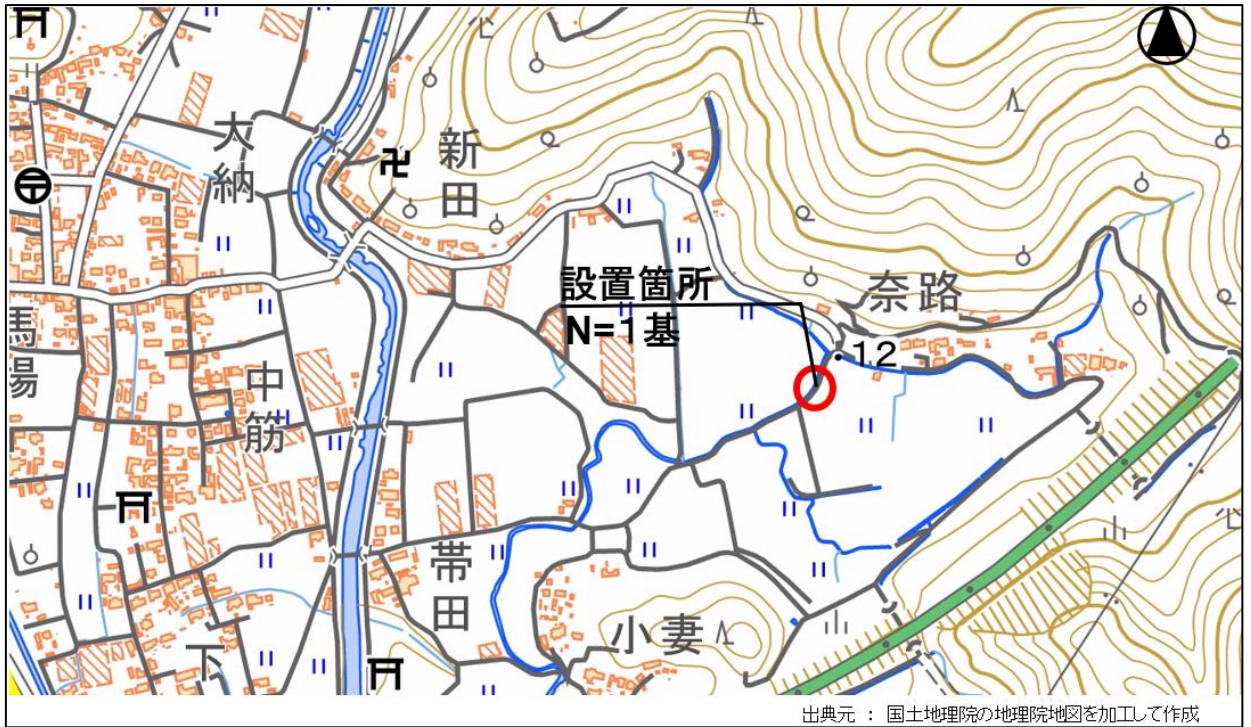 大納
新田
奈路
設置箇所
N=1基
12
馬場
中筋
帯田
小妻
下
出典元 : 国土地理院の地理院地図を加工して作成